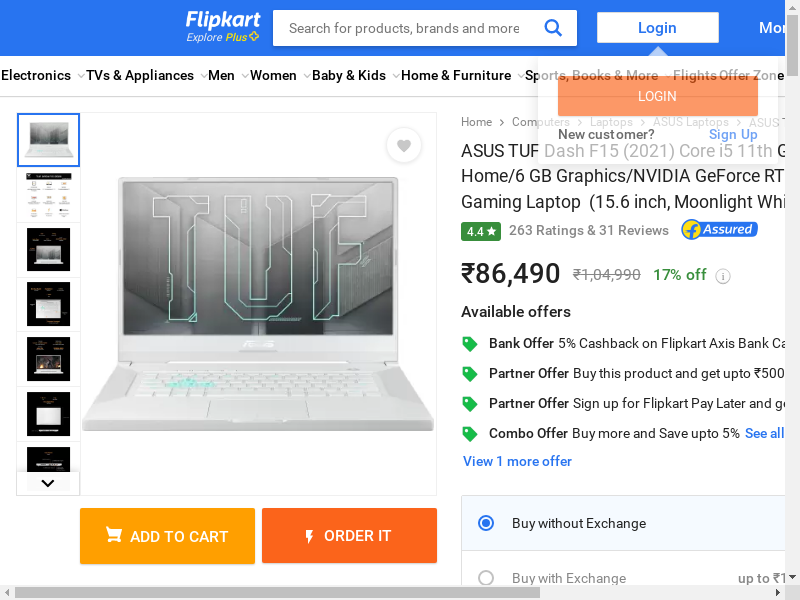 Flipkart
Explore Plus
Search for products, brands and more
Login
Mor
Electronics
TVs & Appliances
Men
Women
Baby & Kids
Home & Furniture
Sports, Books & More
Flights
Offer Zone
LOGIN
New customer?
Sign Up
Home
Computers
Laptops
ASUS Laptops
ASUS T
ASUS TUF Dash F15 (2021) Core i5 11th G
Home/6 GB Graphics/NVIDIA GeForce RT
Gaming Laptop (15.6 inch, Moonlight Whi
4.4
263 Ratings & 31 Reviews
Assured
₹86,490
₹1,04,990
17% off
Available offers
Bank Offer 5% Cashback on Flipkart Axis Bank Ca
Partner Offer Buy this product and get upto ₹500
Partner Offer Sign up for Flipkart Pay Later and ge
Combo Offer Buy more and Save upto 5% See all
View 1 more offer
TUF
ASUS
ADD TO CART
ORDER IT
Buy without Exchange
Buy with Exchange
up to ₹1